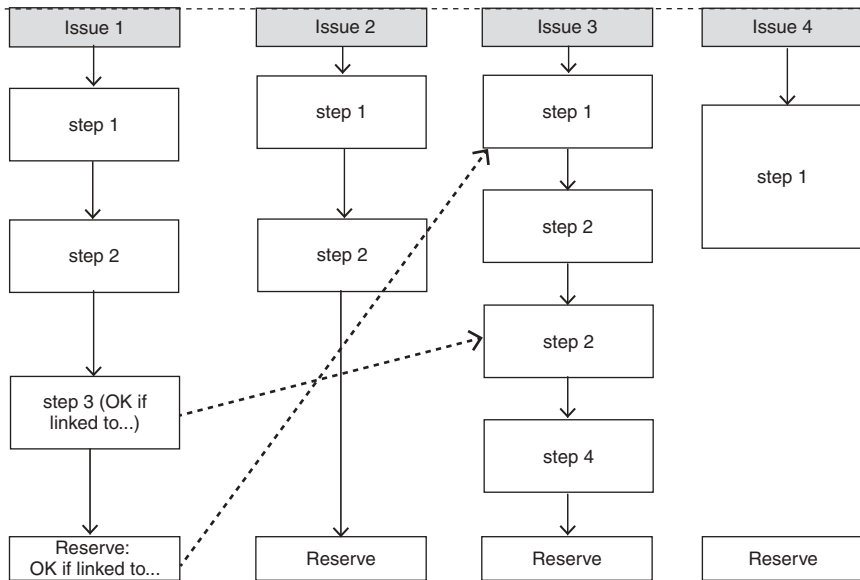 Issue 1
Issue 2
Issue 3
Issue 4
step 1
step 1
step 1
step 1
step 2
step 2
step 2
step 2
step 3 (OK if
linked to...)
step 4
Reserve:
OK if linked to...
Reserve
Reserve
Reserve